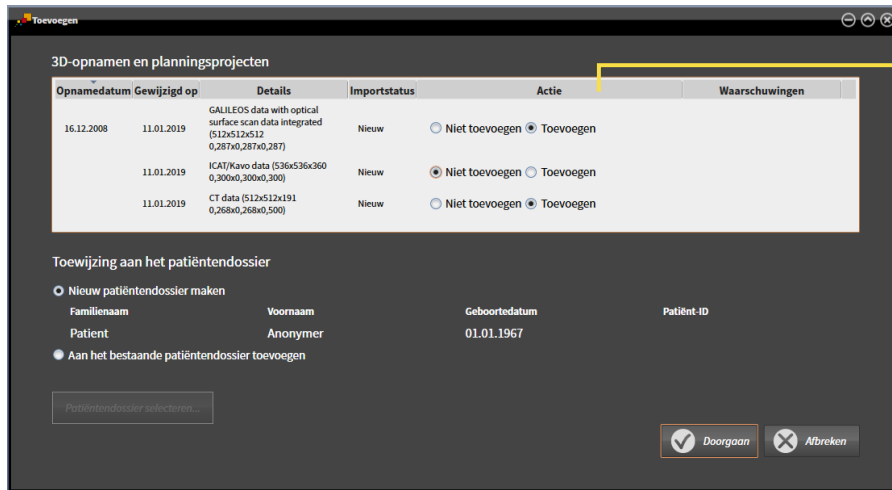 Toevoegen
3D-opnamen en planningsprojecten
Opnamedatum Gewijzigd op Details Importstatus Actie Waarschuwingen
GALILEOS data with optical
surface scan data integrated
16.12.2008 11.01.2019 (512x512x512 Nieuw Niet toevoegen Toevoegen
0,287x0,287x0,287)
11.01.2019 ICAT/Kavo data (536x536x360 Nieuw Niet toevoegen Toevoegen
0,300x0,300x0,300)
11.01.2019 CT data (512x512x191 Nieuw Niet toevoegen Toevoegen
0,268x0,268x0,500)
Toewijzing aan het patiëntendossier
Nieuw patiëntendossier maken
Familienaam Voornaam Geboortedatum Patiënt-ID
Patient Anonymer 01.01.1967
Aan het bestaande patiëntendossier toevoegen
Patiëntendossier selecteren...
Doorgaan Afbreken